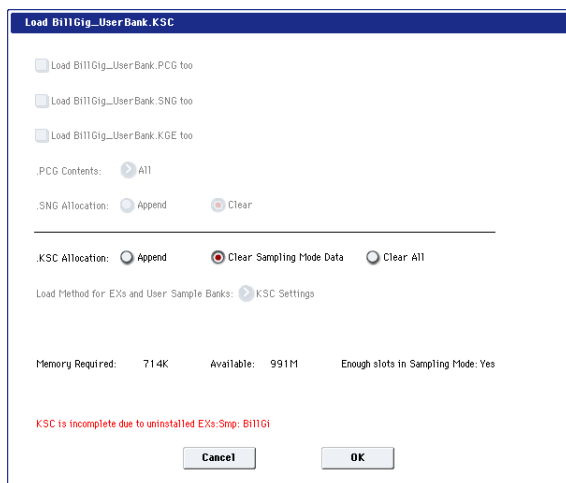 Load BillGig_UserBank.KSC
Load BillGig_UserBank.PCG too
Load BillGig_UserBank.SNG too
Load BillGig_UserBank.KGE too
.PCG Contents: All
.SNG Allocation: Append Clear
.KSC Allocation: Append Clear Sampling Mode Data Clear All
Load Method for EXs and User Sample Banks: KSC Settings
Memory Required: 714K Available: 991M Enough slots in Sampling Mode: Yes
KSC is incomplete due to uninstalled EXs:Smp: BillGi
Cancel OK